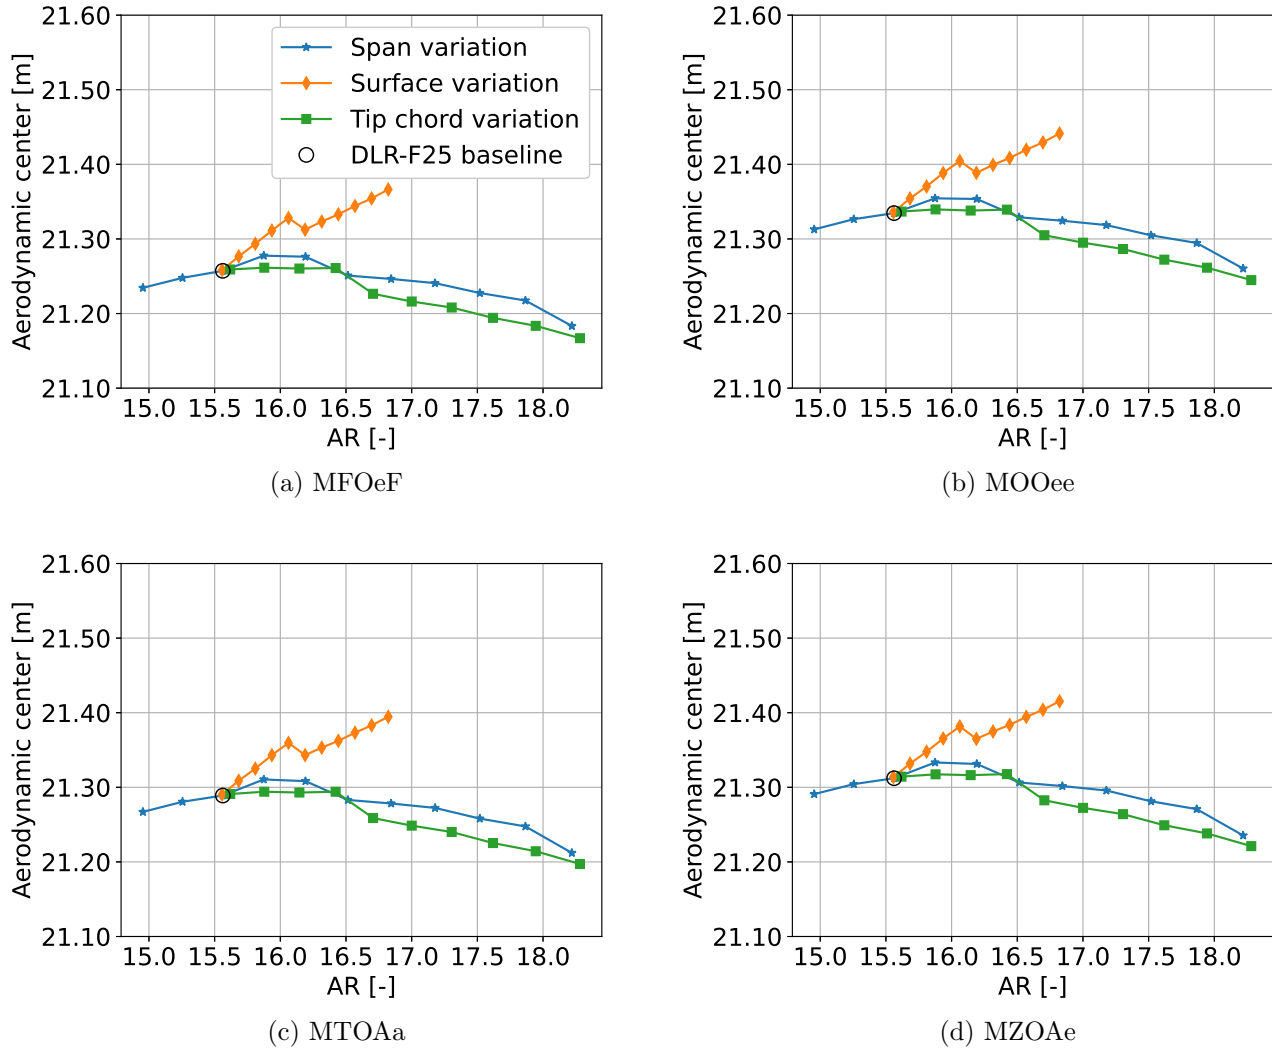 21.60
21.50
21.40
21.30
21.20
21.10
Aerodynamic center [m]
Span variation
Surface variation
Tip chord variation
DLR-F25 baseline
15.0 15.5 16.0 16.5 17.0 17.5 18.0
AR [-]
(a) MFOeF
21.60
21.50
21.40
21.30
21.20
21.10
Aerodynamic center [m]
15.0 15.5 16.0 16.5 17.0 17.5 18.0
AR [-]
(b) MOOee
21.60
21.50
21.40
21.30
21.20
21.10
Aerodynamic center [m]
15.0 15.5 16.0 16.5 17.0 17.5 18.0
AR [-]
(c) MTOAa
21.60
21.50
21.40
21.30
21.20
21.10
Aerodynamic center [m]
15.0 15.5 16.0 16.5 17.0 17.5 18.0
AR [-]
(d) MZOAe